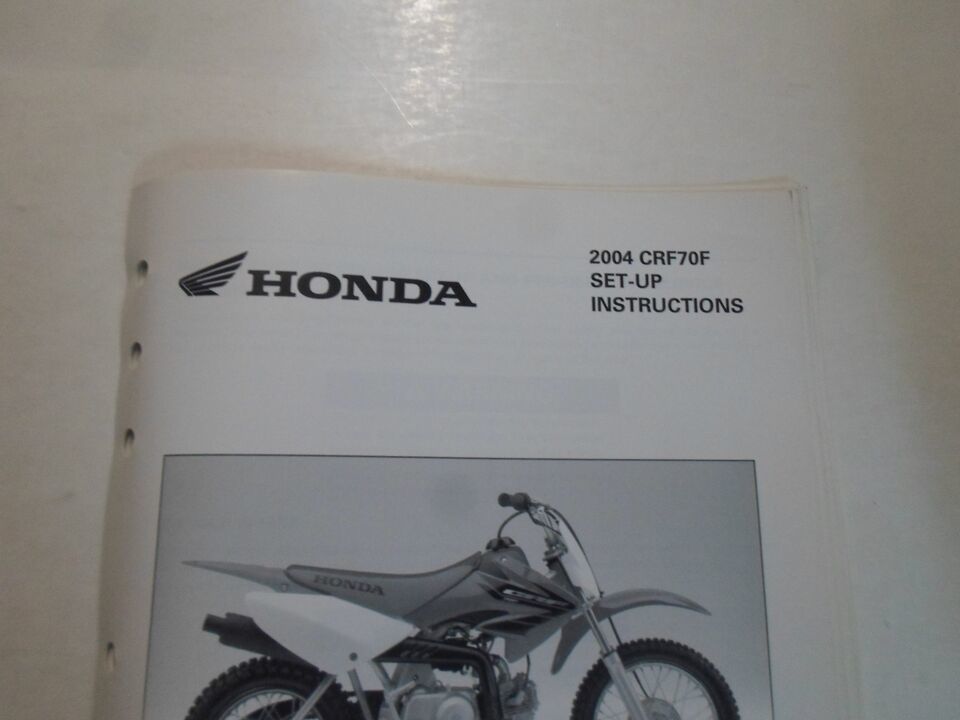 HONDA
2004 CRF70F
SET-UP
INSTRUCTIONS
HONDA